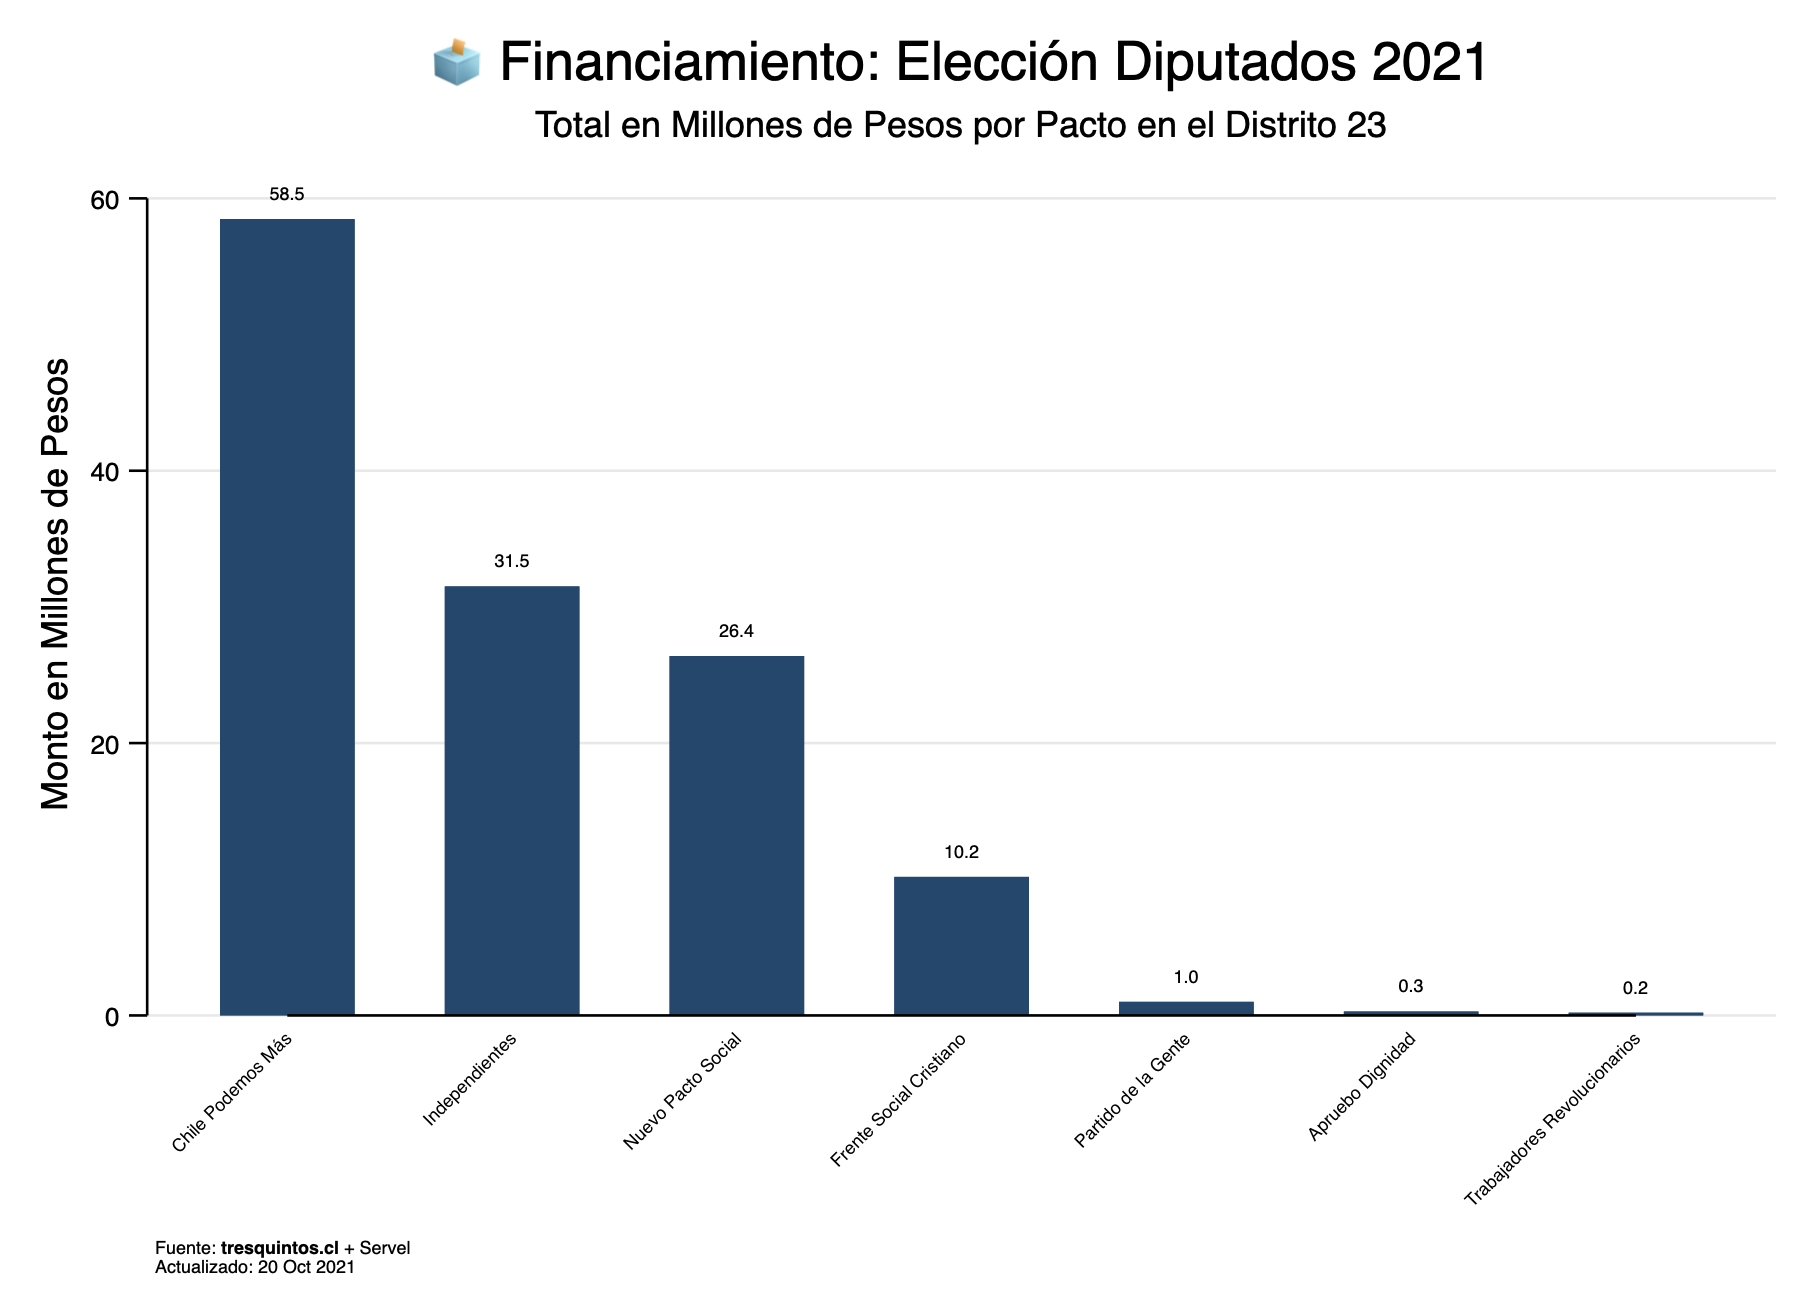 Financiamiento: Elección Diputados 2021
Total en Millones de Pesos por Pacto en el Distrito 23
Monto en Millones de Pesos
60
40
20
0
58.5
31.5
26.4
10.2
1.0
0.3
0.2
Chile Podemos Más
Independientes
Nuevo Pacto Social
Frente Social Cristiano
Partido de la Gente
Apruebo Dignidad
Trabajadores Revolucionarios
Fuente: tresquintos.cl + Servel
Actualizado: 20 Oct 2021